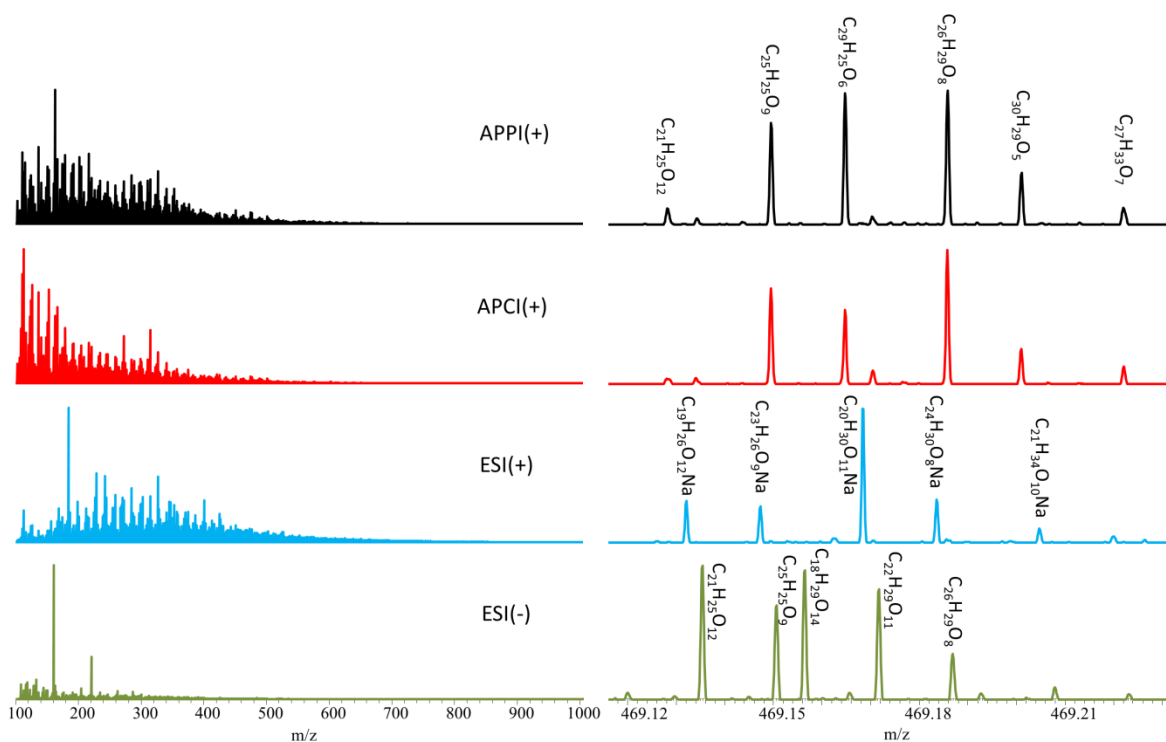 APPI(+)
C21H25O12
C25H25O9
C29H25O6
C26H29O8
C30H29O5
C27H33O7
APCI(+)
ESI(+)
C19H26O12Na
C23H26O9Na
C20H30O11Na
C24H30O8Na
C21H34O10Na
ESI(-)
C21H25O12
C25H25O9
C18H29O14
C22H29O11
C26H29O8
100 200 300 400 500 600 700 800 900 1000
m/z
469.12 469.15 469.18 469.21
m/z